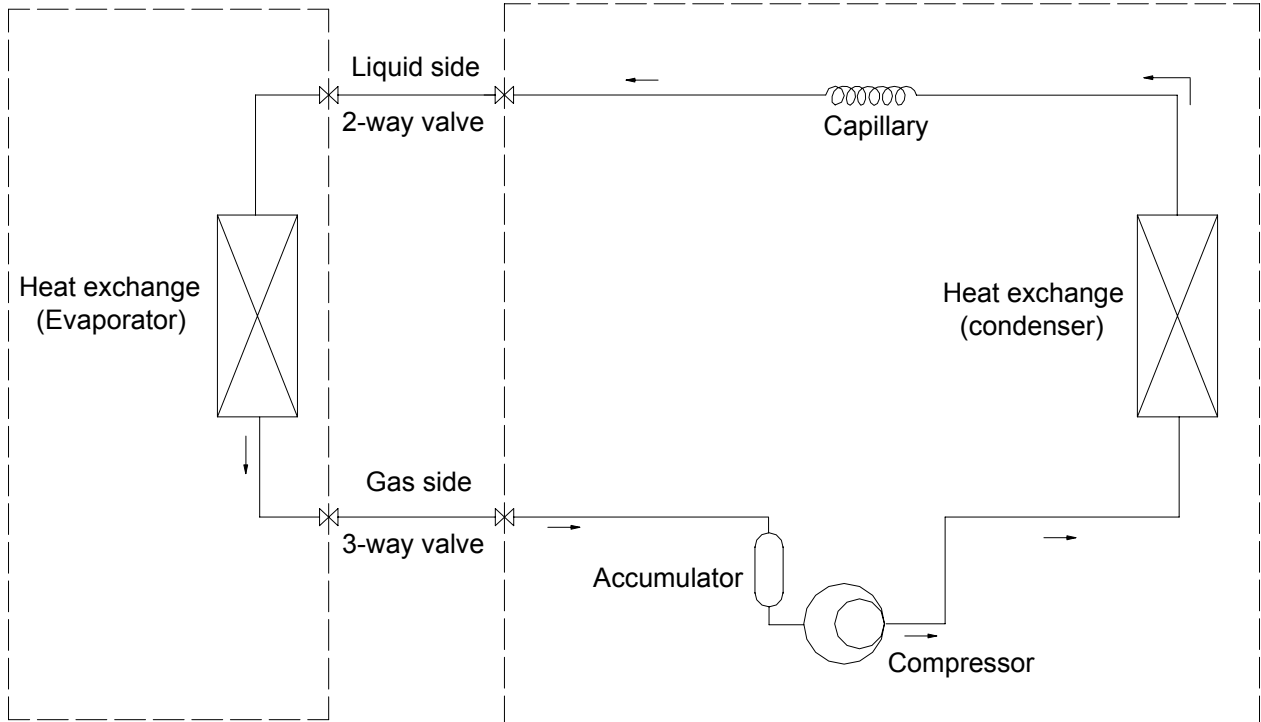 Liquid side
2-way valve
Capillary
Heat exchange
(Evaporator)
Heat exchange
(condenser)
Gas side
3-way valve
Accumulator
Compressor